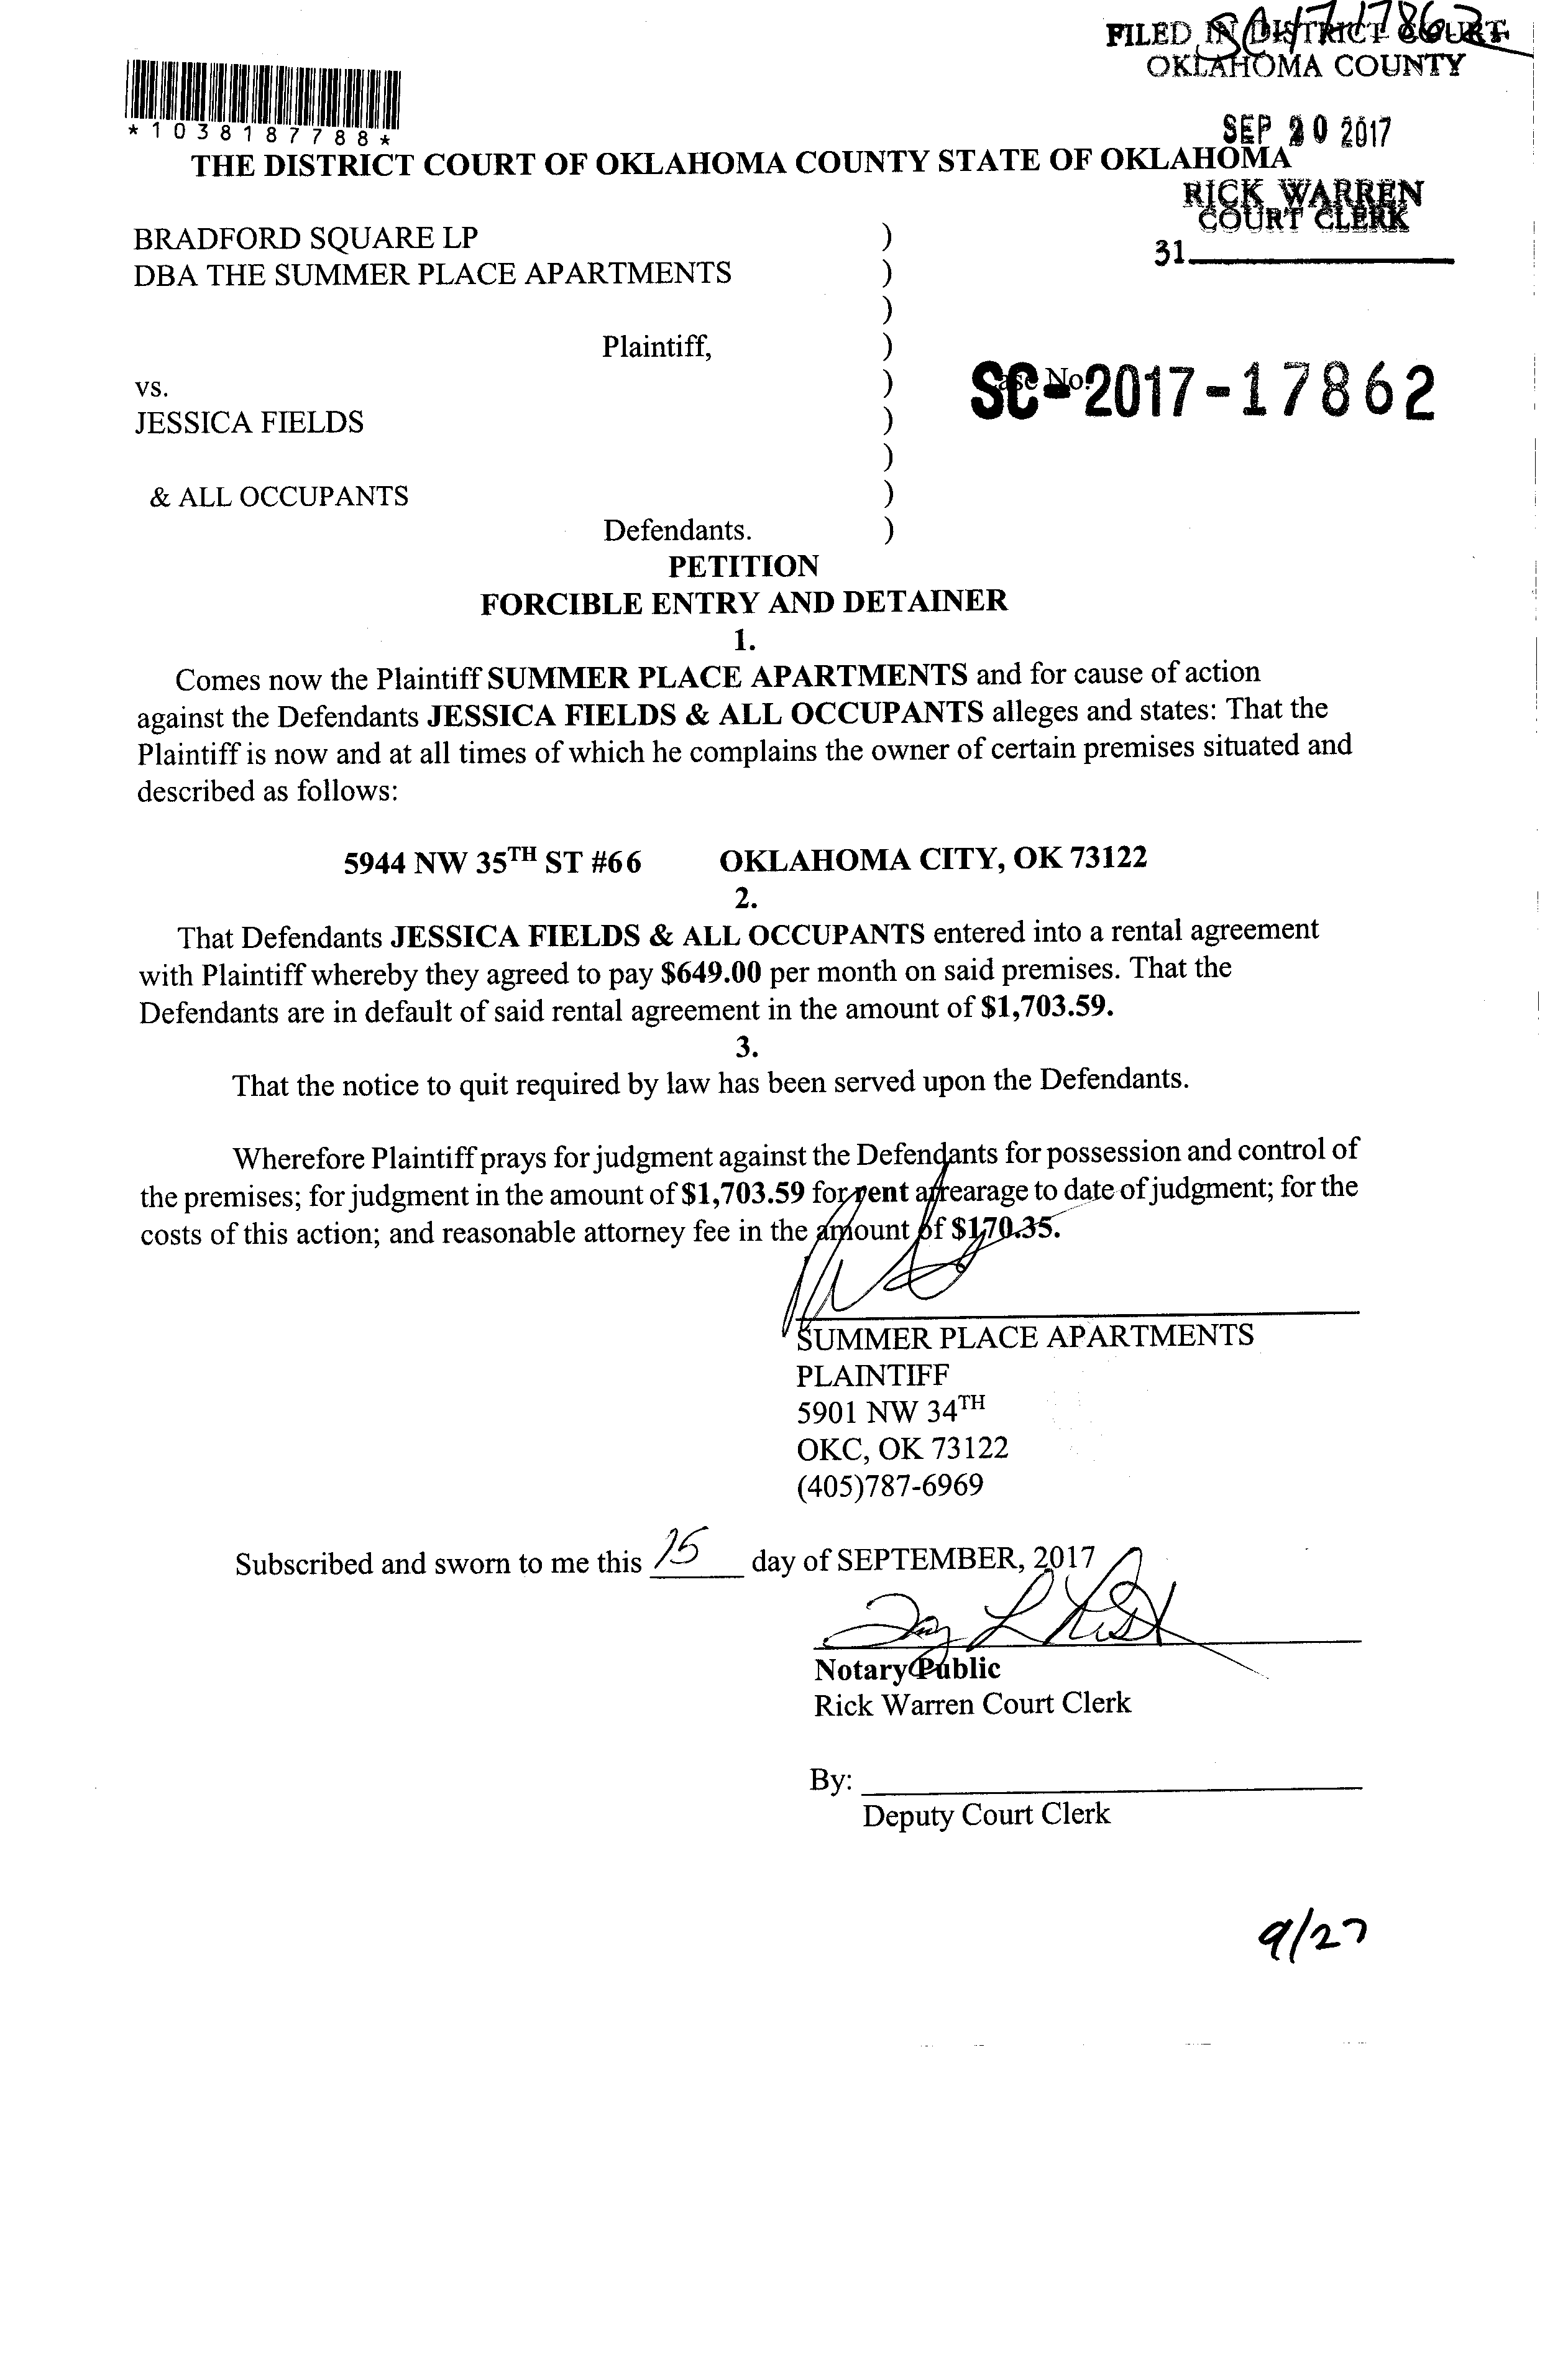 SC-17-17862
FILED IN DISTRICT COURT
OKLAHOMA COUNTY
*1038187788*
SEP 20 2017
THE DISTRICT COURT OF OKLAHOMA COUNTY STATE OF OKLAHOMA
RICK WARREN
COURT CLERK
31
BRADFORD SQUARE LP )
DBA THE SUMMER PLACE APARTMENTS )
)
Plaintiff, )
vs. ) Case No.
SC-2017-17862
JESSICA FIELDS )
)
& ALL OCCUPANTS )
Defendants. )
PETITION
FORCIBLE ENTRY AND DETAINER
1.
Comes now the Plaintiff SUMMER PLACE APARTMENTS and for cause of action
against the Defendants JESSICA FIELDS & ALL OCCUPANTS alleges and states: That the
Plaintiff is now and at all times of which he complains the owner of certain premises situated and
described as follows:
5944 NW 35TH ST #66 OKLAHOMA CITY, OK 73122
2.
That Defendants JESSICA FIELDS & ALL OCCUPANTS entered into a rental agreement
with Plaintiff whereby they agreed to pay $649.00 per month on said premises. That the
Defendants are in default of said rental agreement in the amount of $1,703.59.
3.
That the notice to quit required by law has been served upon the Defendants.
Wherefore Plaintiff prays for judgment against the Defendants for possession and control of
the premises; for judgment in the amount of $1,703.59 for rent arrearage to date of judgment; for the
costs of this action; and reasonable attorney fee in the amount of $170.35.
SUMMER PLACE APARTMENTS
PLAINTIFF
5901 NW 34TH
OKC, OK 73122
(405)787-6969
Subscribed and sworn to me this 15 day of SEPTEMBER, 2017
Notary Public
Rick Warren Court Clerk
By:
Deputy Court Clerk
9/27